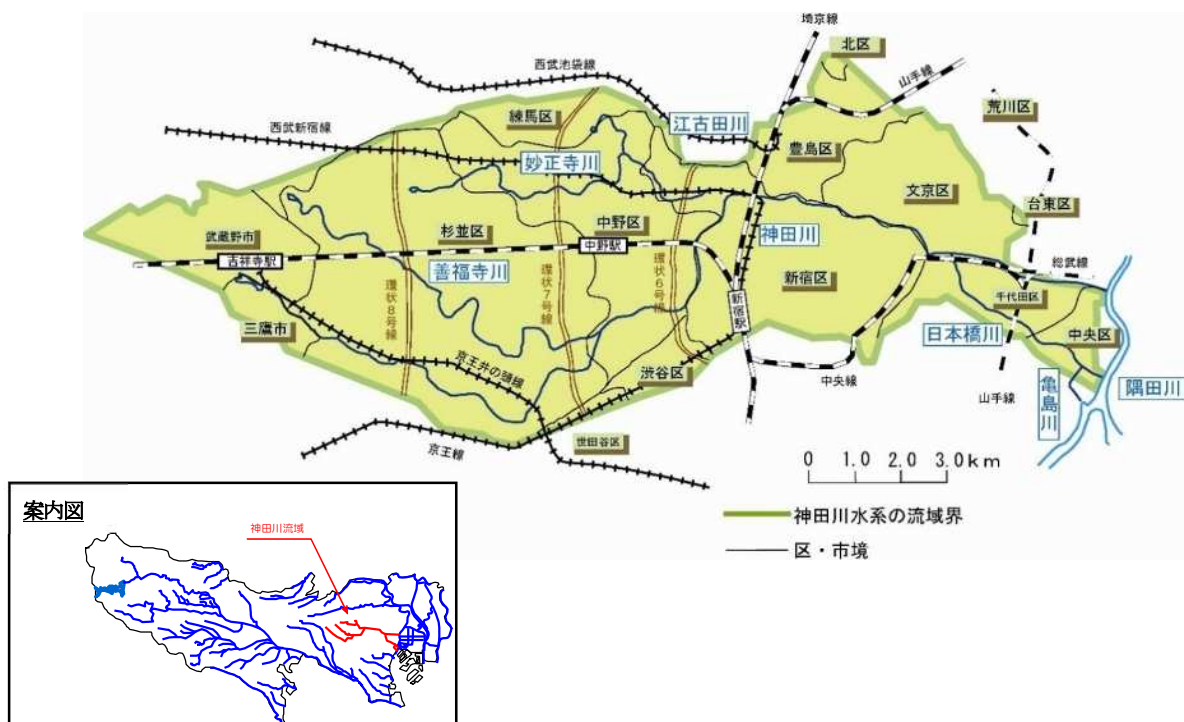 埼京線
北区
西武池袋線
山手線
荒川区
練馬区
江古田川
西武新宿線
豊島区
妙正寺川
文京区
台東区
中野区
神田川
武蔵野市
杉並区
中野駅
吉祥寺駅
善福寺川
総武線
環状8号線
環状7号線
環状6号線
新宿区
新宿駅
千代田区
三鷹市
日本橋川
中央区
京王井の頭線
渋谷区
中央線
亀島川
隅田川
山手線
京王線
世田谷区
0 1.0 2.0 3.0km
神田川水系の流域界
区・市境
案内図
神田川流域